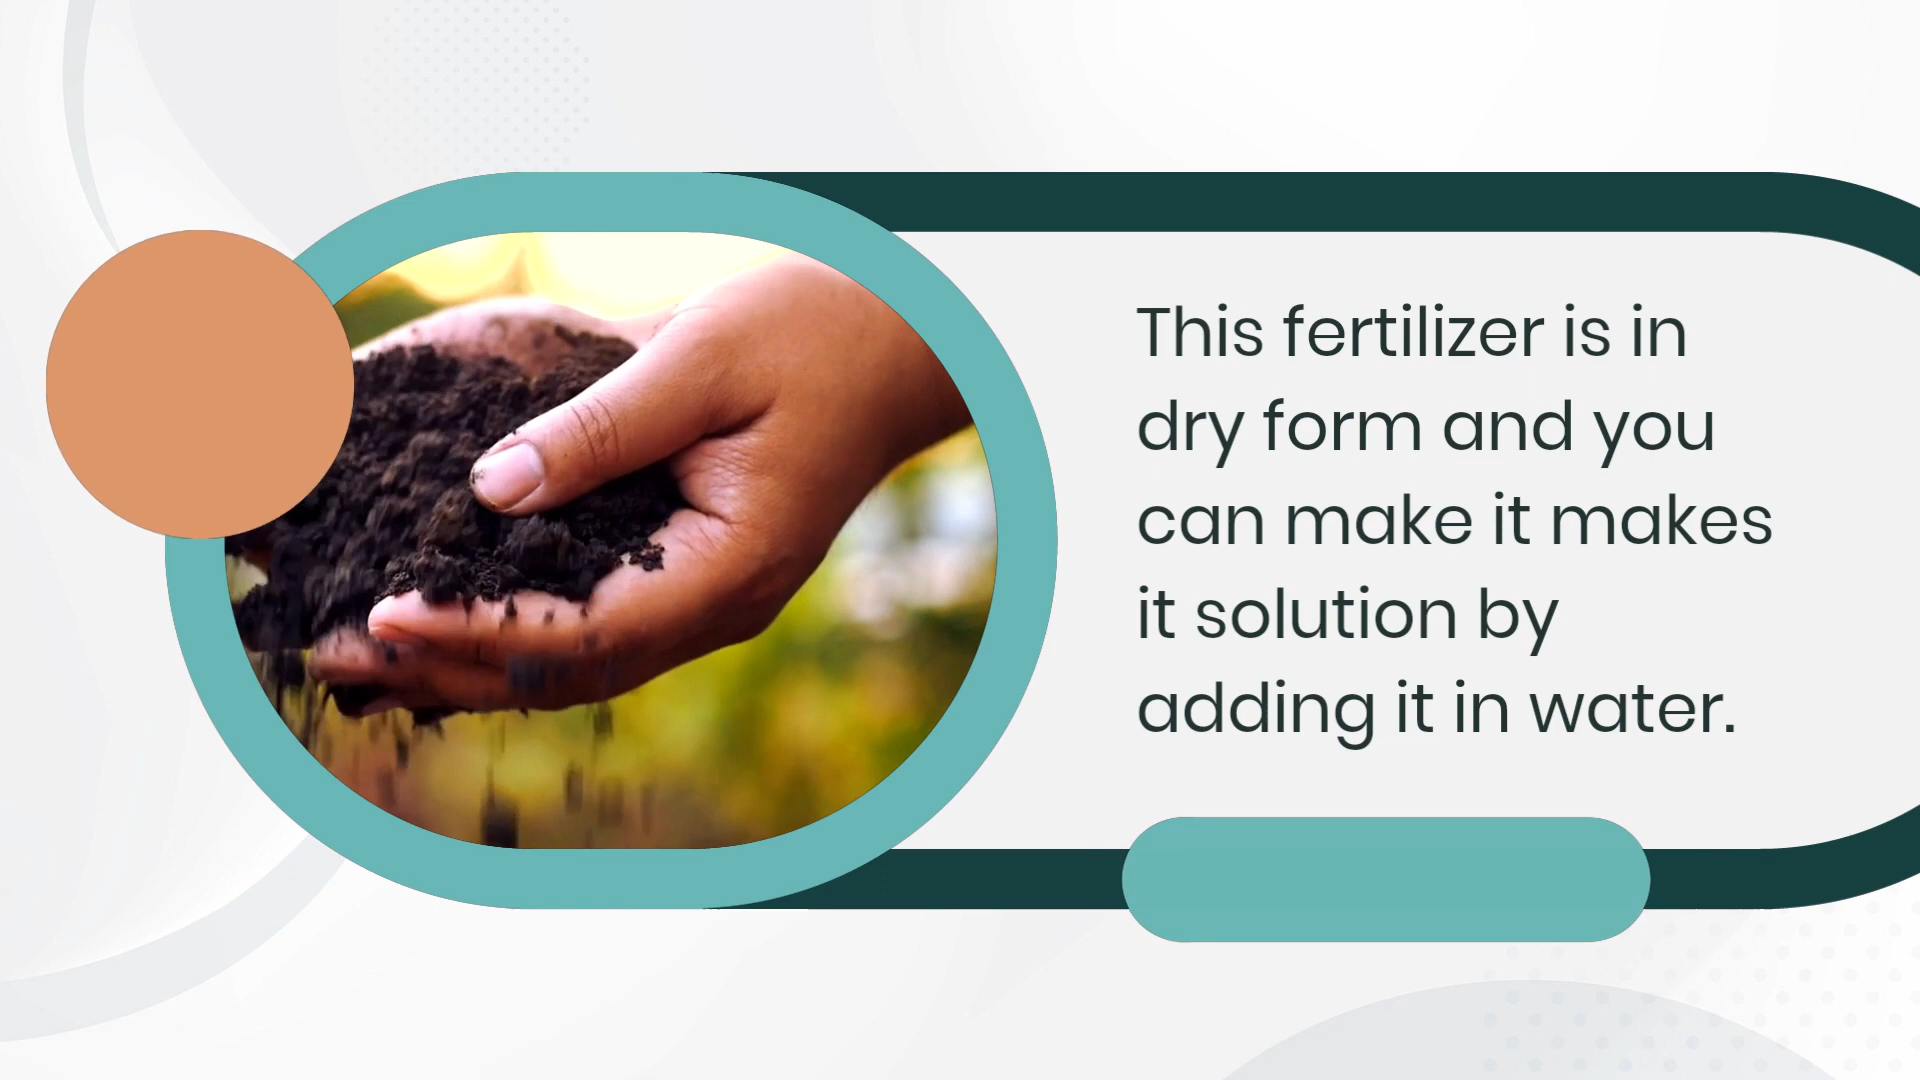 This fertilizer is in
dry form and you
can make it makes
it solution by
adding it in water.